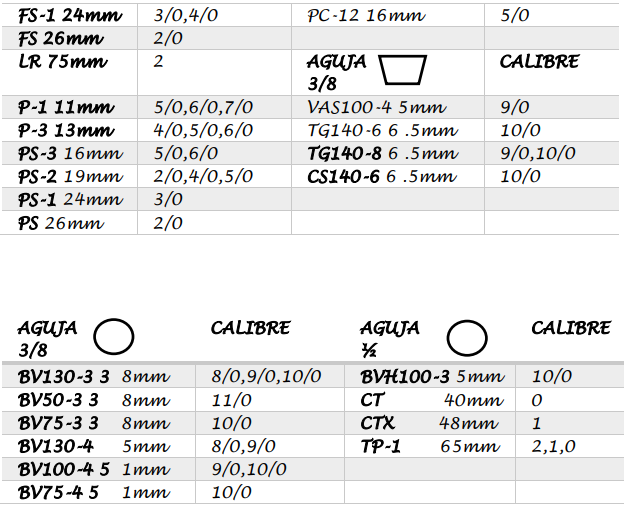 FS-1 24mm 3/0,4/0 PC-12 16mm 5/0
FS 26mm 2/0
LR 75mm 2 AGUJA CALIBRE
3/8
P-1 11mm 5/0,6/0,7/0 VAS100-4 5mm 9/0
P-3 13mm 4/0,5/0,6/0 TG140-6 6 .5mm 10/0
PS-3 16mm 5/0,6/0 TG140-8 6 .5mm 9/0,10/0
PS-2 19mm 2/0,4/0,5/0 CS140-6 6 .5mm 10/0
PS-1 24mm 3/0
PS 26mm 2/0
AGUJA CALIBRE AGUJA CALIBRE
3/8 ½
BV130-3 3 8mm 8/0,9/0,10/0 BVH100-3 5mm 10/0
BV50-3 3 8mm 11/0 CT 40mm 0
BV75-3 3 8mm 10/0 CTX 48mm 1
BV130-4 5mm 8/0,9/0 TP-1 65mm 2,1,0
BV100-4 5 1mm 9/0,10/0
BV75-4 5 1mm 10/0